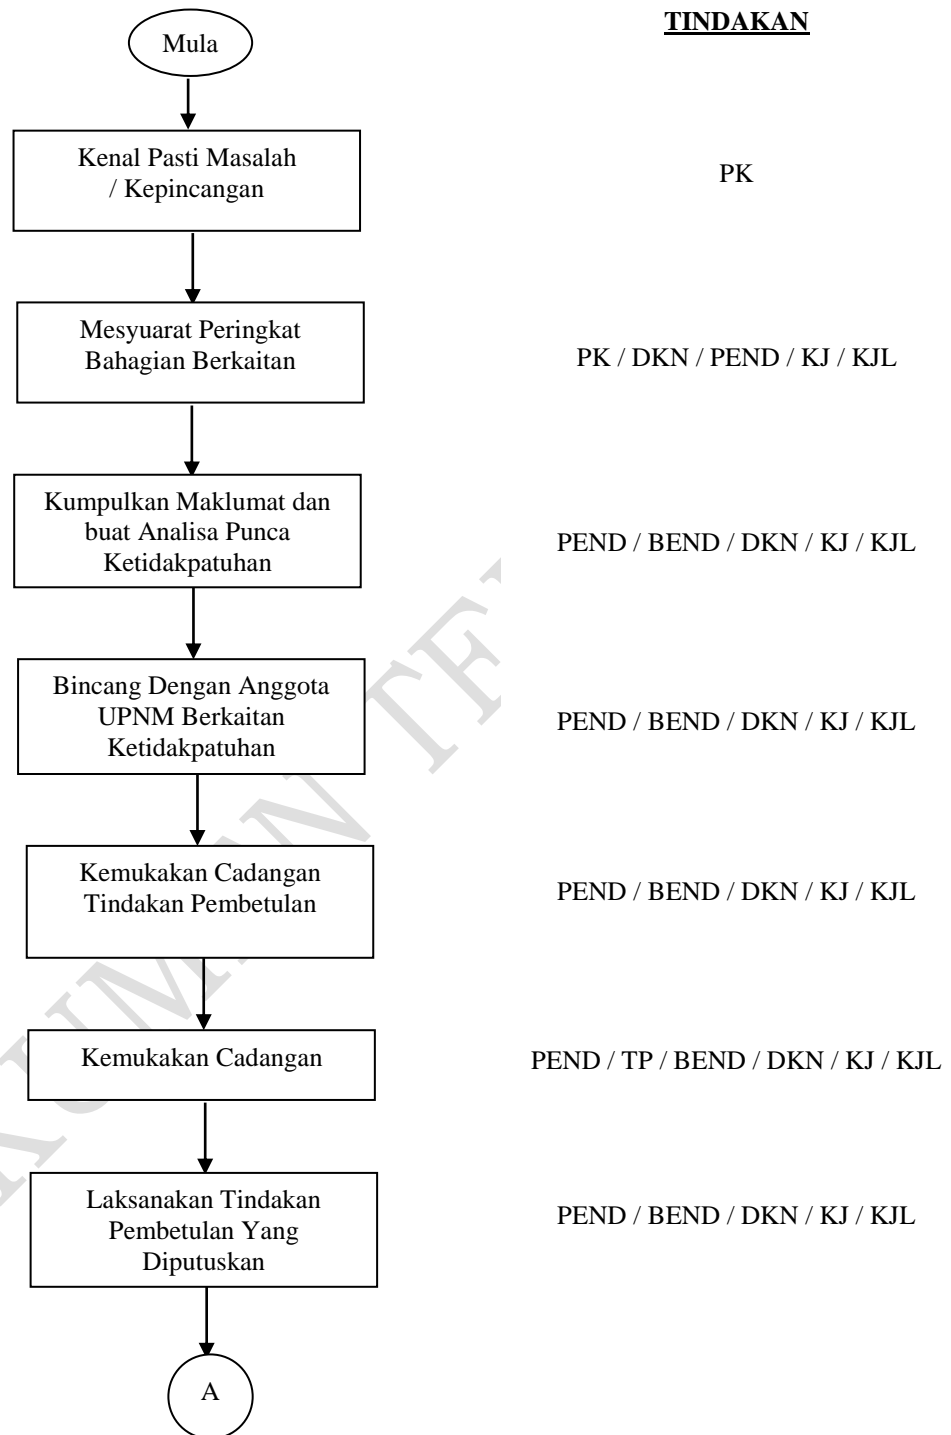 TINDAKAN
Mula
Kenal Pasti Masalah
/ Kepincangan
PK
Mesyuarat Peringkat
Bahagian Berkaitan
PK / DKN / PEND / KJ / KJL
Kumpulkan Maklumat dan
buat Analisa Punca
Ketidakpatuhan
PEND / BEND / DKN / KJ / KJL
Bincang Dengan Anggota
UPNM Berkaitan
Ketidakpatuhan
PEND / BEND / DKN / KJ / KJL
Kemukakan Cadangan
Tindakan Pembetulan
PEND / BEND / DKN / KJ / KJL
Kemukakan Cadangan
PEND / TP / BEND / DKN / KJ / KJL
Laksanakan Tindakan
Pembetulan Yang
Diputuskan
PEND / BEND / DKN / KJ / KJL
A